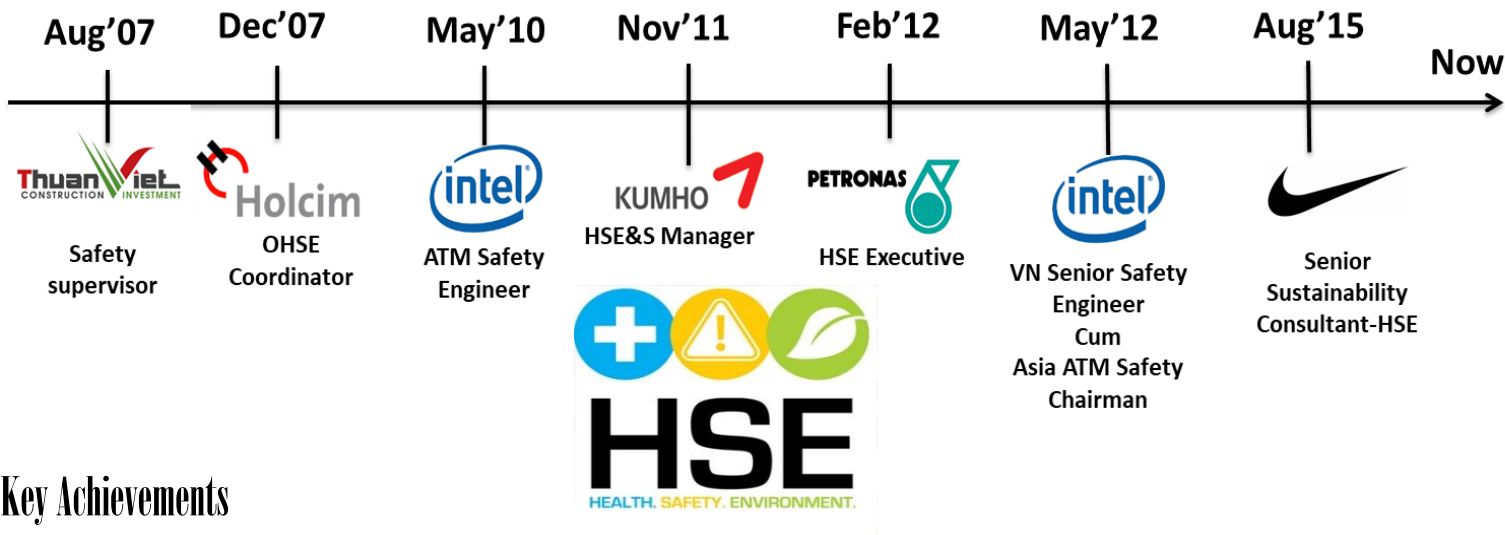 Aug’07
Dec’07
May’10
Nov’11
Feb’12
May’12
Aug’15
Now
Thuan Viet
CONSTRUCTION INVESTMENT
Safety
supervisor
Holcim
OHSE
Coordinator
intel
ATM Safety
Engineer
KUMHO
HSE&S Manager
PETRONAS
HSE Executive
intel
VN Senior Safety
Engineer
Cum
Asia ATM Safety
Chairman
Senior
Sustainability
Consultant-HSE
HSE
HEALTH. SAFETY. ENVIRONMENT.
Key Achievements